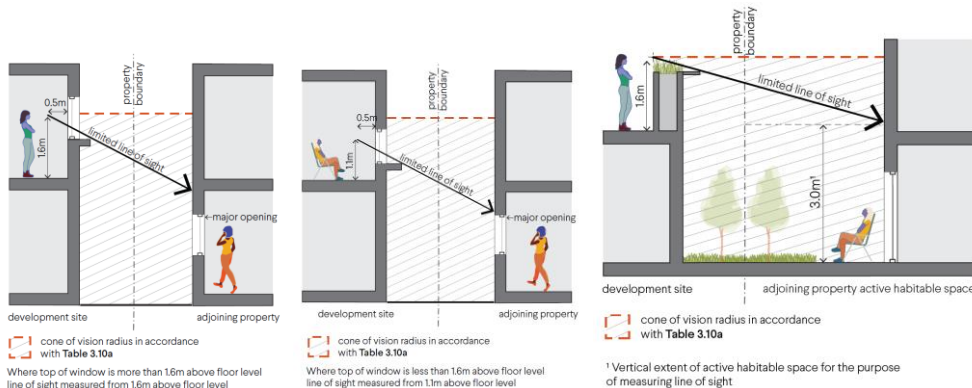 property
boundary
0.5m
1.6m
limited line of sight
←major opening
development site
adjoining property
cone of vision radius in accordance
with Table 3.10a
Where top of window is more than 1.6m above floor level
line of sight measured from 1.6m above floor level
property
boundary
0.5m
1.1m
limited line of sight
←major opening
development site
adjoining property
cone of vision radius in accordance
with Table 3.10a
Where top of window is less than 1.6m above floor level
line of sight measured from 1.1m above floor level
property
boundary
1.6m
limited line of sight
3.0m¹
development site
adjoining property active habitable space
cone of vision radius in accordance
with Table 3.10a
¹ Vertical extent of active habitable space for the purpose
of measuring line of sight